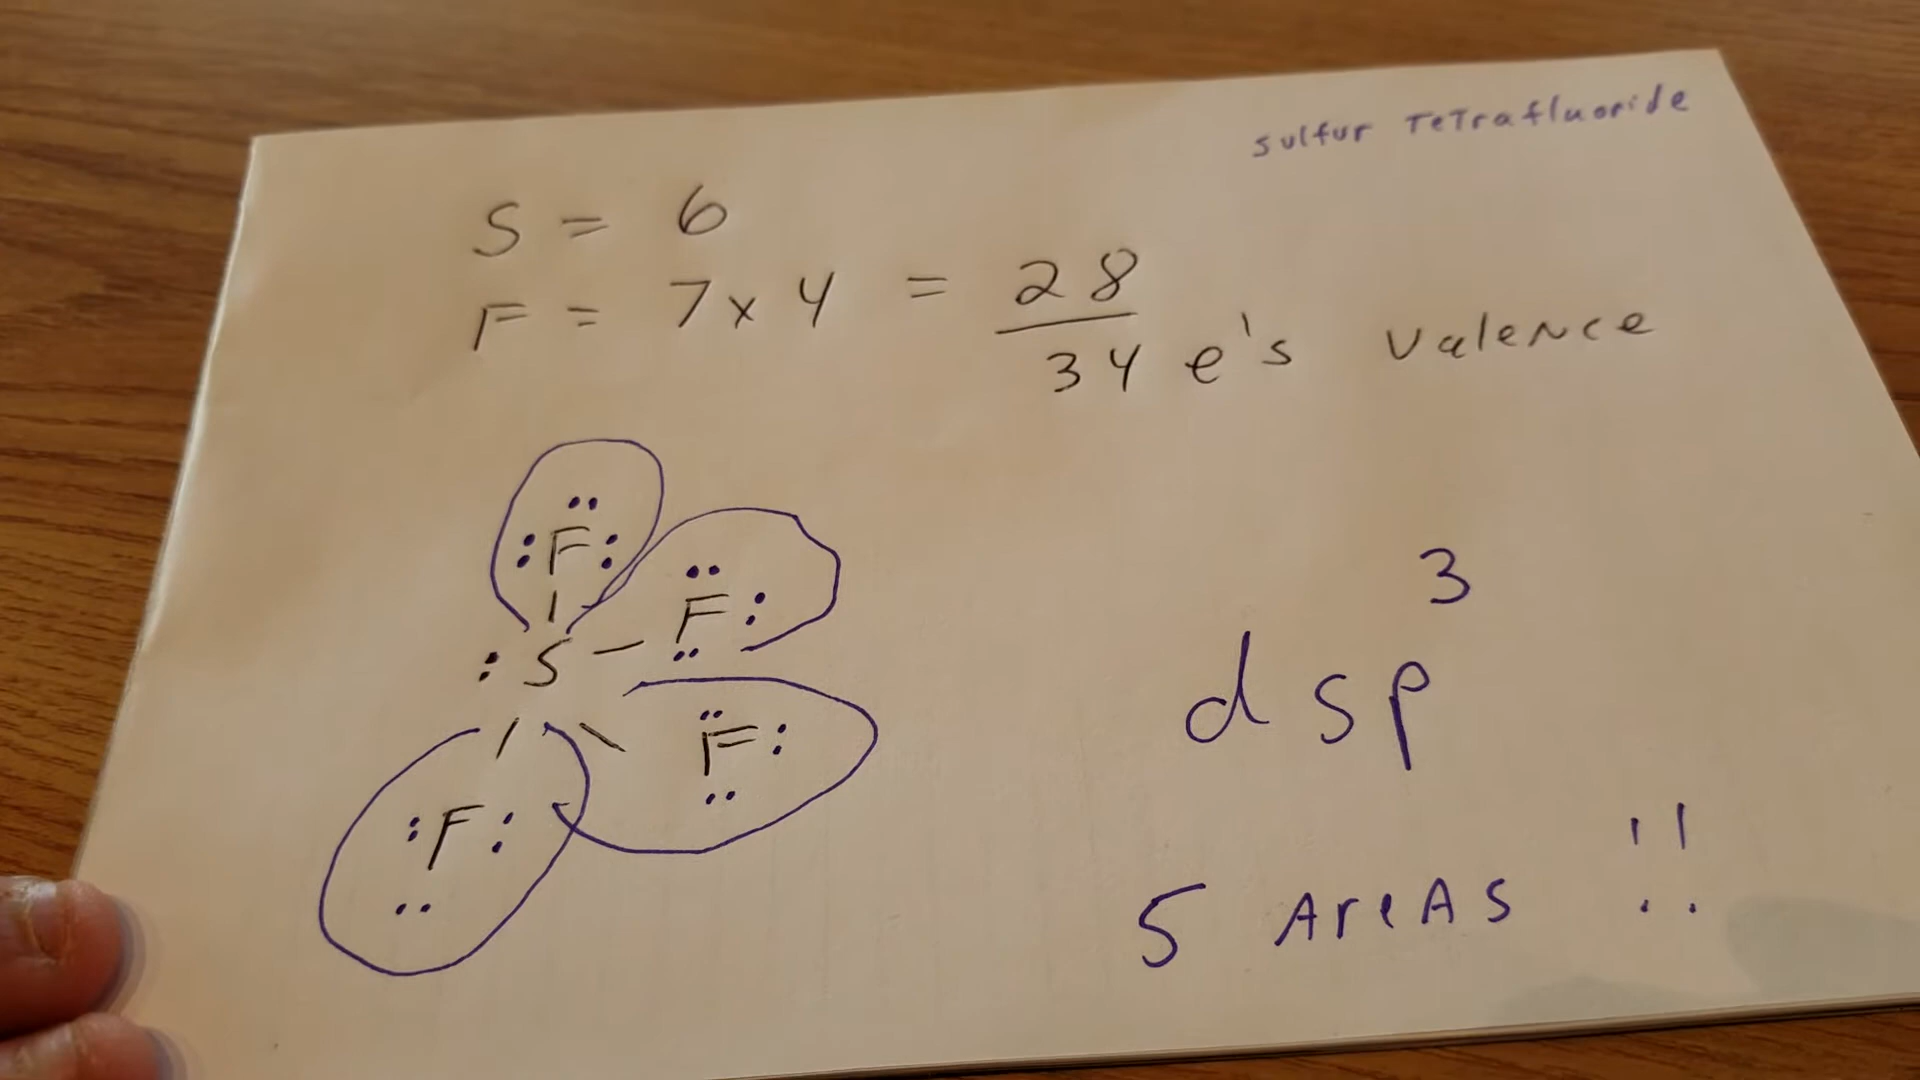 sulfur Tetrafluoride
S = 6
F = 7 x 4 = 28
34 e's valence
:F:
:S - F:
F:
:F:
dsp³
5 AreAs !!